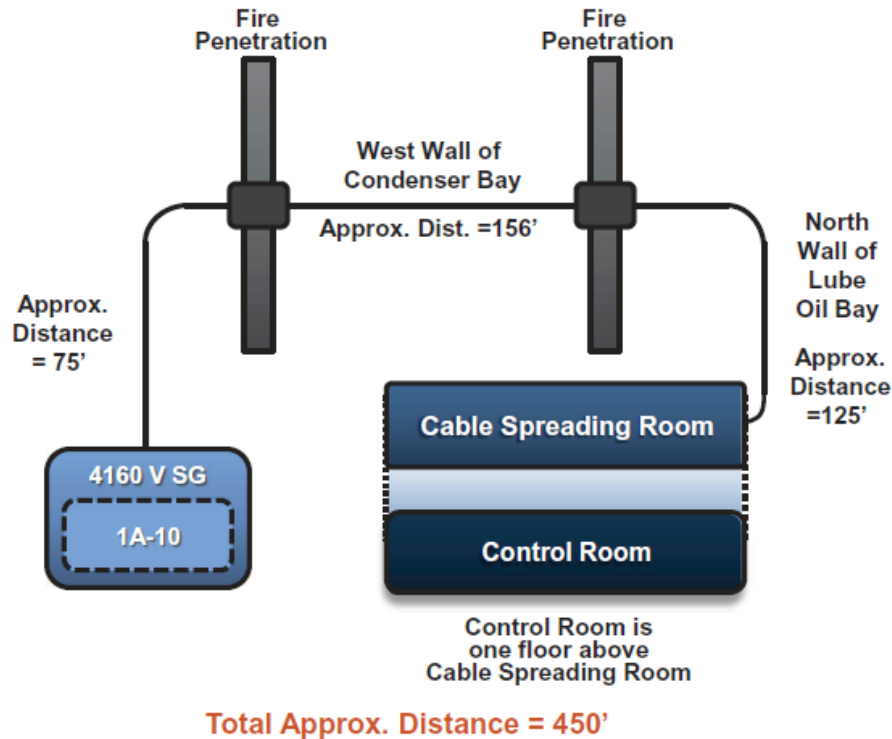 Fire
Penetration
Fire
Penetration
West Wall of
Condenser Bay
Approx. Dist. =156’
North
Wall of
Lube
Oil Bay
Approx.
Distance
= 75’
Approx.
Distance
=125’
Cable Spreading Room
4160 V SG
1A-10
Control Room
Control Room is
one floor above
Cable Spreading Room
Total Approx. Distance = 450’